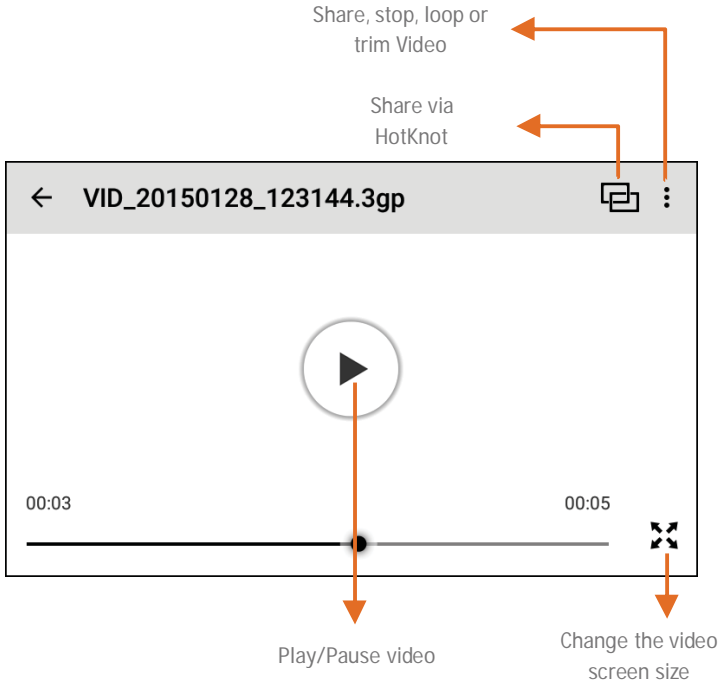 Share, stop, loop or
trim Video
Share via
HotKnot
VID_20150128_123144.3gp
00:03
00:05
Play/Pause video
Change the video
screen size